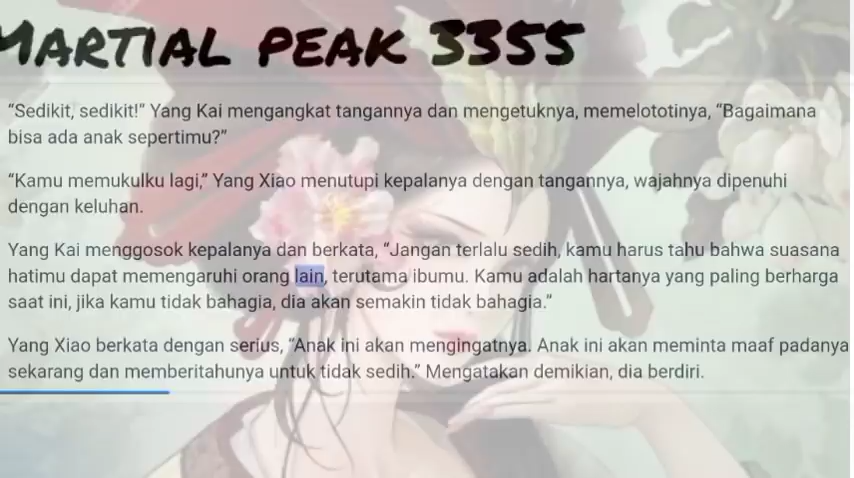 MARTIAL PEAK 3355
“Sedikit, sedikit!” Yang Kai mengangkat tangannya dan mengetuknya, memelototinya, “Bagaimana
bisa ada anak sepertimu?”
“Kamu memukulku lagi,” Yang Xiao menutupi kepalanya dengan tangannya, wajahnya dipenuhi
dengan keluhan.
Yang Kai menggosok kepalanya dan berkata, “Jangan terlalu sedih, kamu harus tahu bahwa suasana
hatimu dapat memengaruhi orang lain, terutama ibumu. Kamu adalah hartanya yang paling berharga
saat ini, jika kamu tidak bahagia, dia akan semakin tidak bahagia.”
Yang Xiao berkata dengan serius, “Anak ini akan mengingatnya. Anak ini akan meminta maaf padanya
sekarang dan memberitahunya untuk tidak sedih.” Mengatakan demikian, dia berdiri.